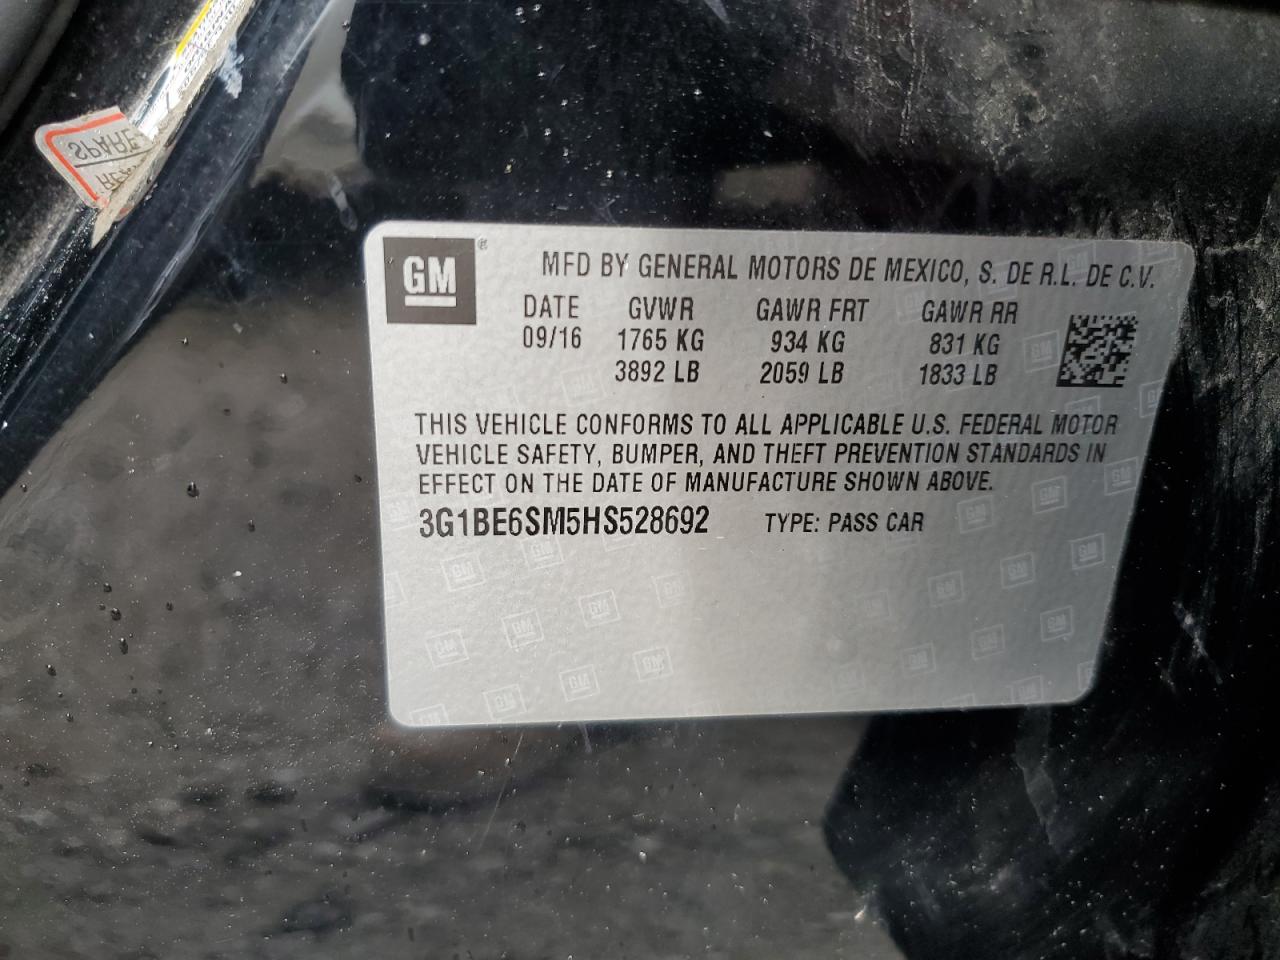 SPARE
GM
MFD BY GENERAL MOTORS DE MEXICO, S. DE R.L. DE C.V.
DATE GVWR GAWR FRT GAWR RR
09/16 1765 KG 934 KG 831 KG
3892 LB 2059 LB 1833 LB
THIS VEHICLE CONFORMS TO ALL APPLICABLE U.S. FEDERAL MOTOR
VEHICLE SAFETY, BUMPER, AND THEFT PREVENTION STANDARDS IN
EFFECT ON THE DATE OF MANUFACTURE SHOWN ABOVE.
3G1BE6SM5HS528692 TYPE: PASS CAR